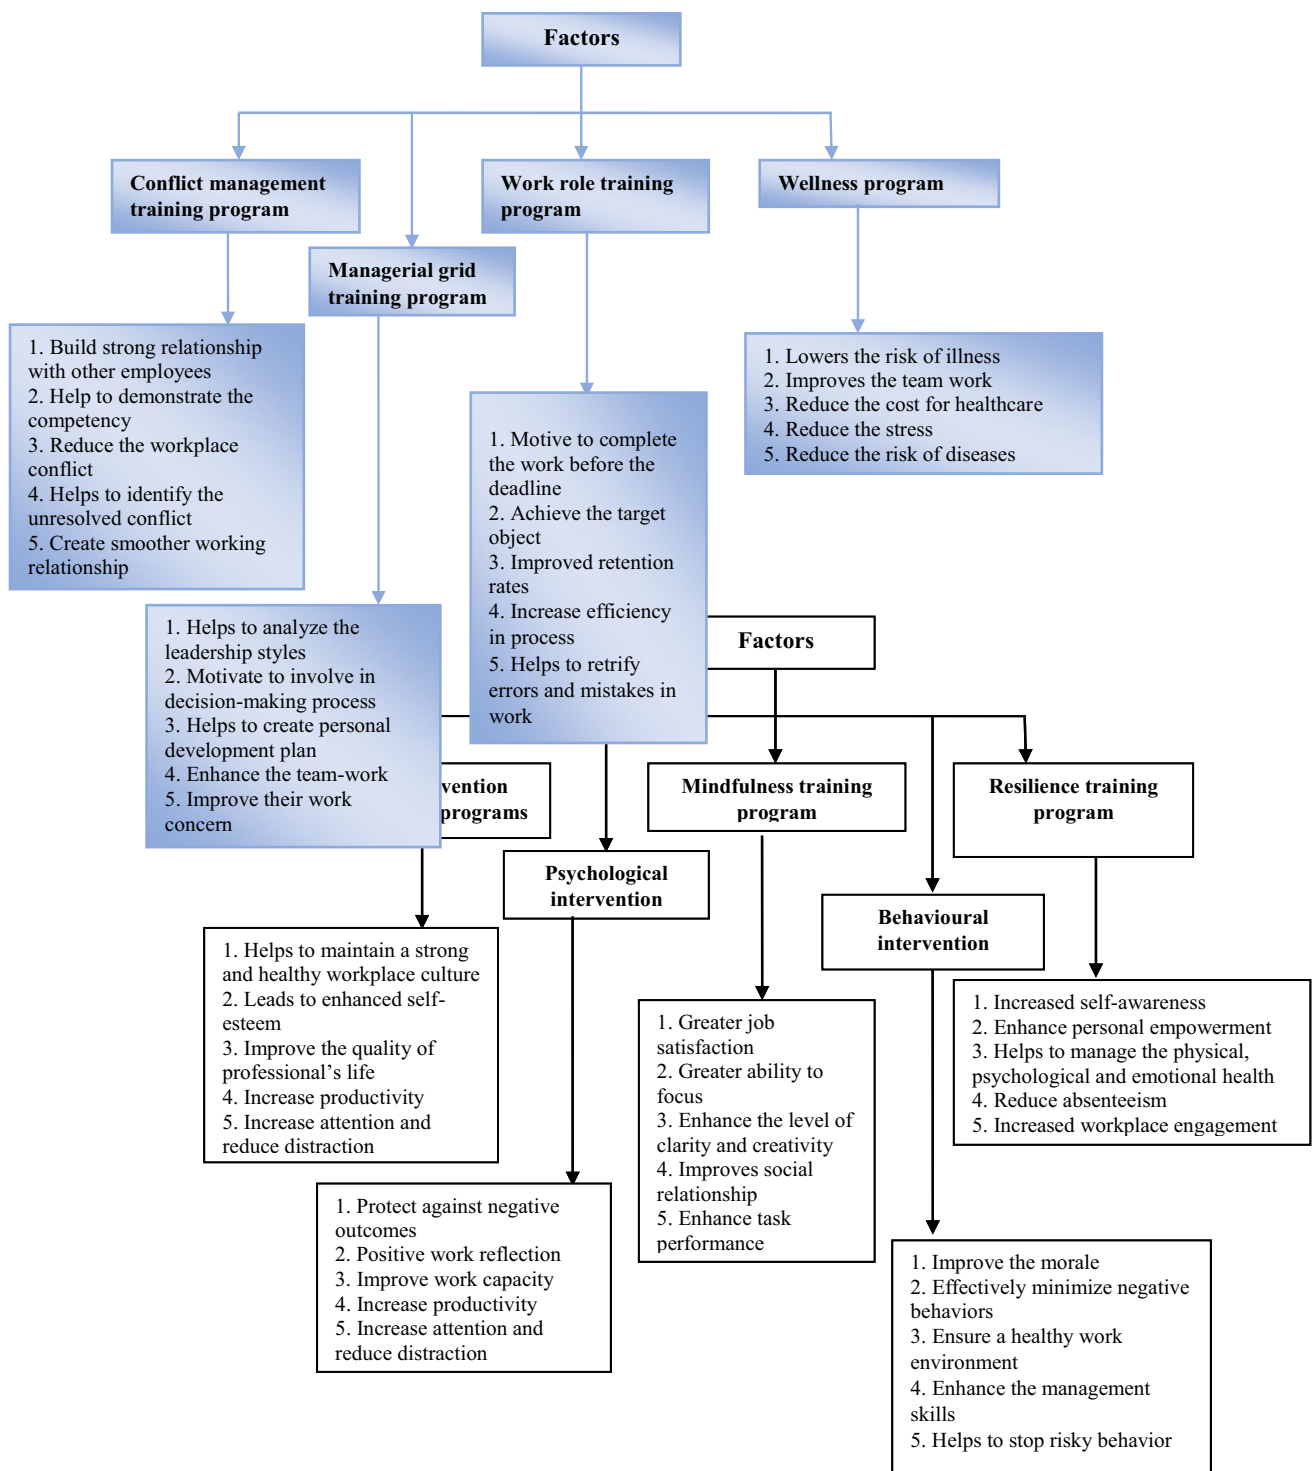 Factors
Conflict management
training program
Work role training
program
Wellness program
Managerial grid
training program
1. Build strong relationship
with other employees
2. Help to demonstrate the
competency
3. Reduce the workplace
conflict
4. Helps to identify the
unresolved conflict
5. Create smoother working
relationship
1. Lowers the risk of illness
2. Improves the team work
3. Reduce the cost for healthcare
4. Reduce the stress
5. Reduce the risk of diseases
1. Motive to complete
the work before the
deadline
2. Achieve the target
object
3. Improved retention
rates
4. Increase efficiency
in process
5. Helps to retrify
errors and mistakes in
work
1. Helps to analyze the
leadership styles
2. Motivate to involve in
decision-making process
3. Helps to create personal
development plan
4. Enhance the team-work
5. Improve their work
concern
Factors
vention
programs
Mindfulness training
program
Resilience training
program
Psychological
intervention
Behavioural
intervention
1. Helps to maintain a strong
and healthy workplace culture
2. Leads to enhanced self-
esteem
3. Improve the quality of
professional’s life
4. Increase productivity
5. Increase attention and
reduce distraction
1. Greater job
satisfaction
2. Greater ability to
focus
3. Enhance the level of
clarity and creativity
4. Improves social
relationship
5. Enhance task
performance
1. Increased self-awareness
2. Enhance personal empowerment
3. Helps to manage the physical,
psychological and emotional health
4. Reduce absenteeism
5. Increased workplace engagement
1. Protect against negative
outcomes
2. Positive work reflection
3. Improve work capacity
4. Increase productivity
5. Increase attention and
reduce distraction
1. Improve the morale
2. Effectively minimize negative
behaviors
3. Ensure a healthy work
environment
4. Enhance the management
skills
5. Helps to stop risky behavior